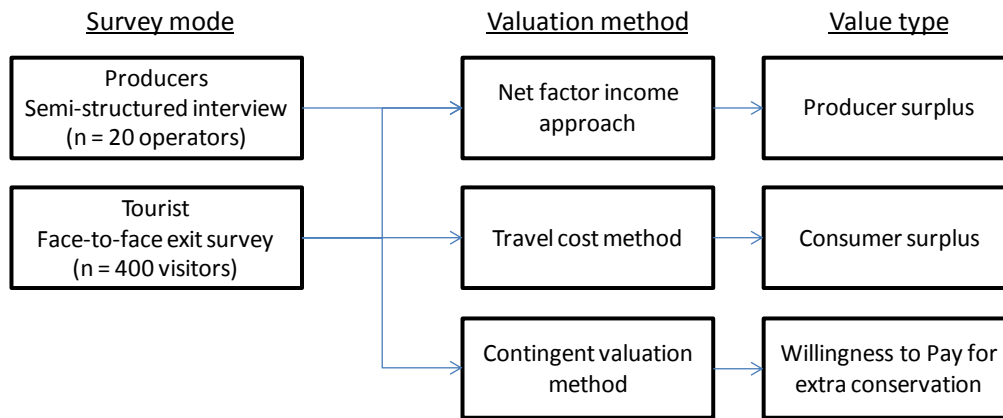 Survey mode
Valuation method
Value type
Producers
Semi-structured interview
(n = 20 operators)
Net factor income
approach
Producer surplus
Tourist
Face-to-face exit survey
(n = 400 visitors)
Travel cost method
Consumer surplus
Contingent valuation
method
Willingness to Pay for
extra conservation